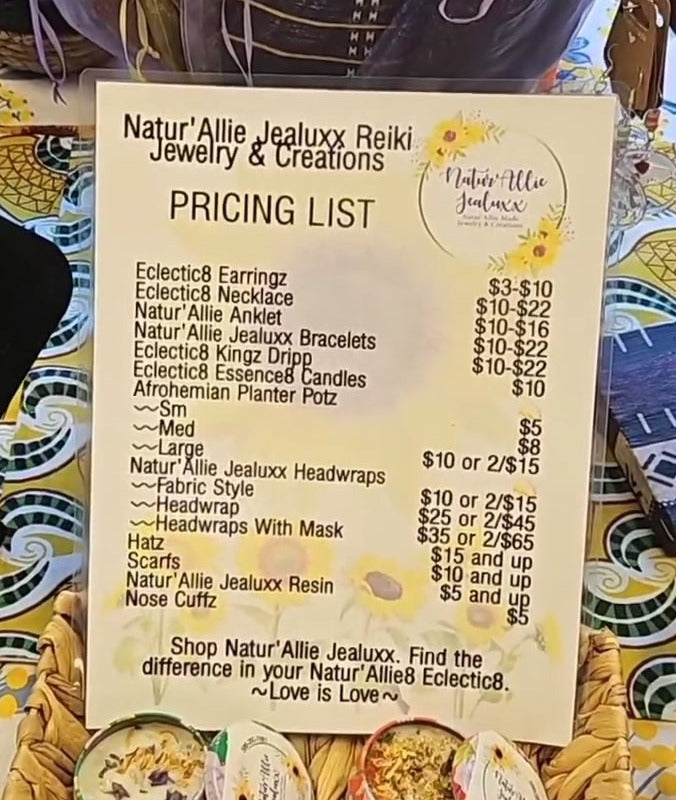 Natur'Allie Jealuxx Reiki
Jewelry & Creations
Natur'Allie
Jealuxx
Jewelry & Creations
PRICING LIST
Eclectic8 Earringz $3-$10
Eclectic8 Necklace $10-$22
Natur'Allie Anklet $10-$16
Natur'Allie Jealuxx Bracelets $10-$22
Eclectic8 Kingz Dripp $10-$22
Eclectic8 Essence8 Candles $10
Afrohemian Planter Potz
~~Sm $5
~~Med $8
~~Large $10 or 2/$15
Natur'Allie Jealuxx Headwraps
~~Fabric Style $10 or 2/$15
~~Headwrap $25 or 2/$45
~~Headwraps With Mask $35 or 2/$65
Hatz $15 and up
Scarfs $10 and up
Natur'Allie Jealuxx Resin $5 and up
Nose Cuffz $5
Shop Natur'Allie Jealuxx. Find the
difference in your Natur'Allie8 Eclectic8.
~Love is Love~